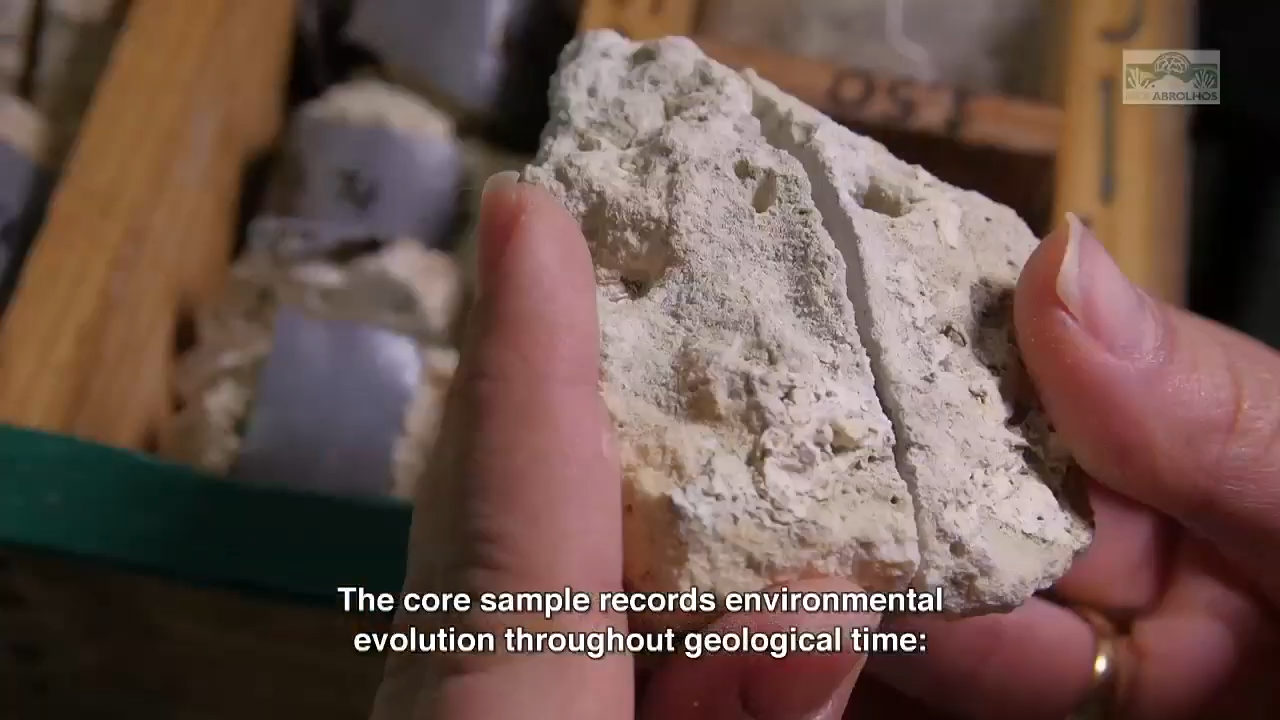 ABROLHOS
The core sample records environmental
evolution throughout geological time: